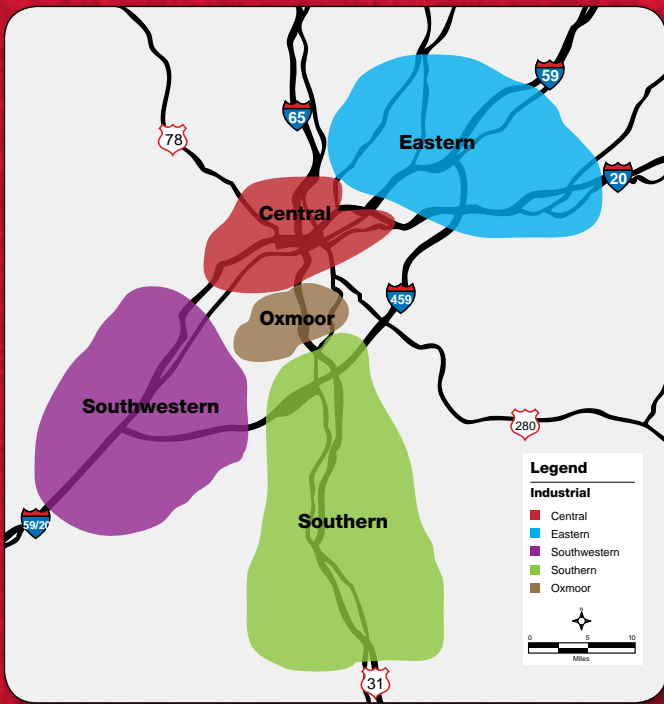 59
65
78
Eastern
20
Central
459
Oxmoor
Southwestern
280
Legend
Industrial
Central
Eastern
Southwestern
Southern
Oxmoor
59/20
Southern
N
0 5 10
Miles
31